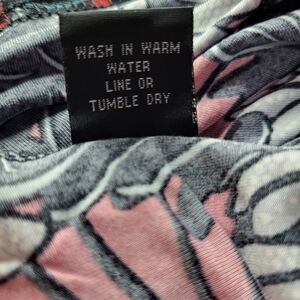 WASH IN WARM
WATER
LINE OR
TUMBLE DRY